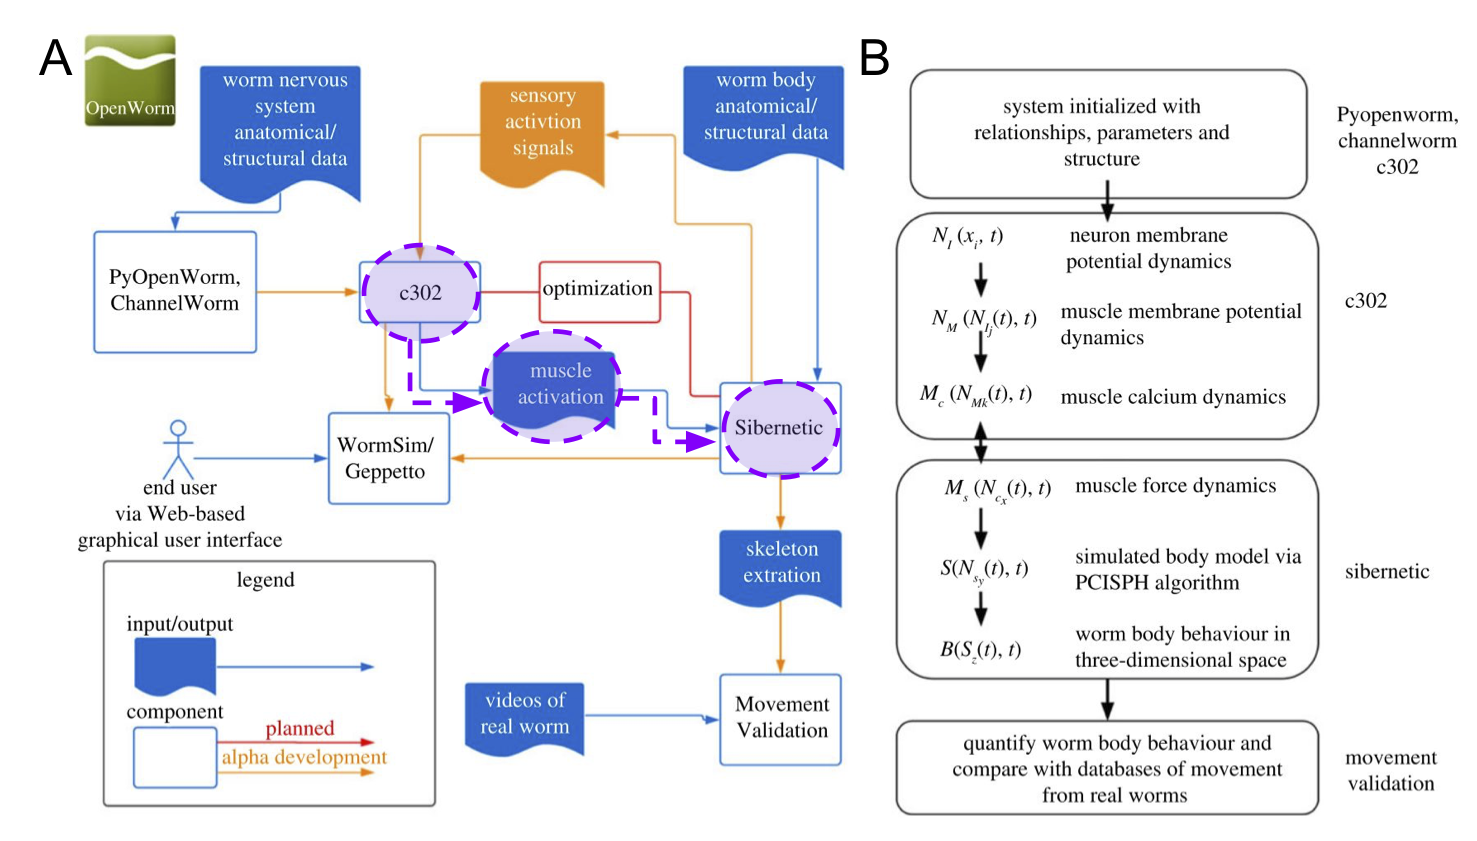 A
OpenWorm
worm nervous
system
anatomical/
structural data
sensory
activtion
signals
worm body
anatomical/
structural data
PyOpenWorm,
ChannelWorm
c302
optimization
muscle
activation
Sibernetic
WormSim/
Geppetto
end user
via Web-based
graphical user interface
skeleton
extration
legend
input/output
component
planned
alpha development
videos of
real worm
Movement
Validation
B
system initialized with
relationships, parameters and
structure
Pyopenworm,
channelworm
c302
N_I (x_i, t)
neuron membrane
potential dynamics
N_M (N_{Ij}(t), t)
muscle membrane potential
dynamics
M_c (N_{Mk}(t), t)
muscle calcium dynamics
c302
M_s (N_{c_x}(t), t)
muscle force dynamics
S(N_{s_y}(t), t)
simulated body model via
PCISPH algorithm
B(S_z(t), t)
worm body behaviour in
three-dimensional space
sibernetic
quantify worm body behaviour and
compare with databases of movement
from real worms
movement
validation